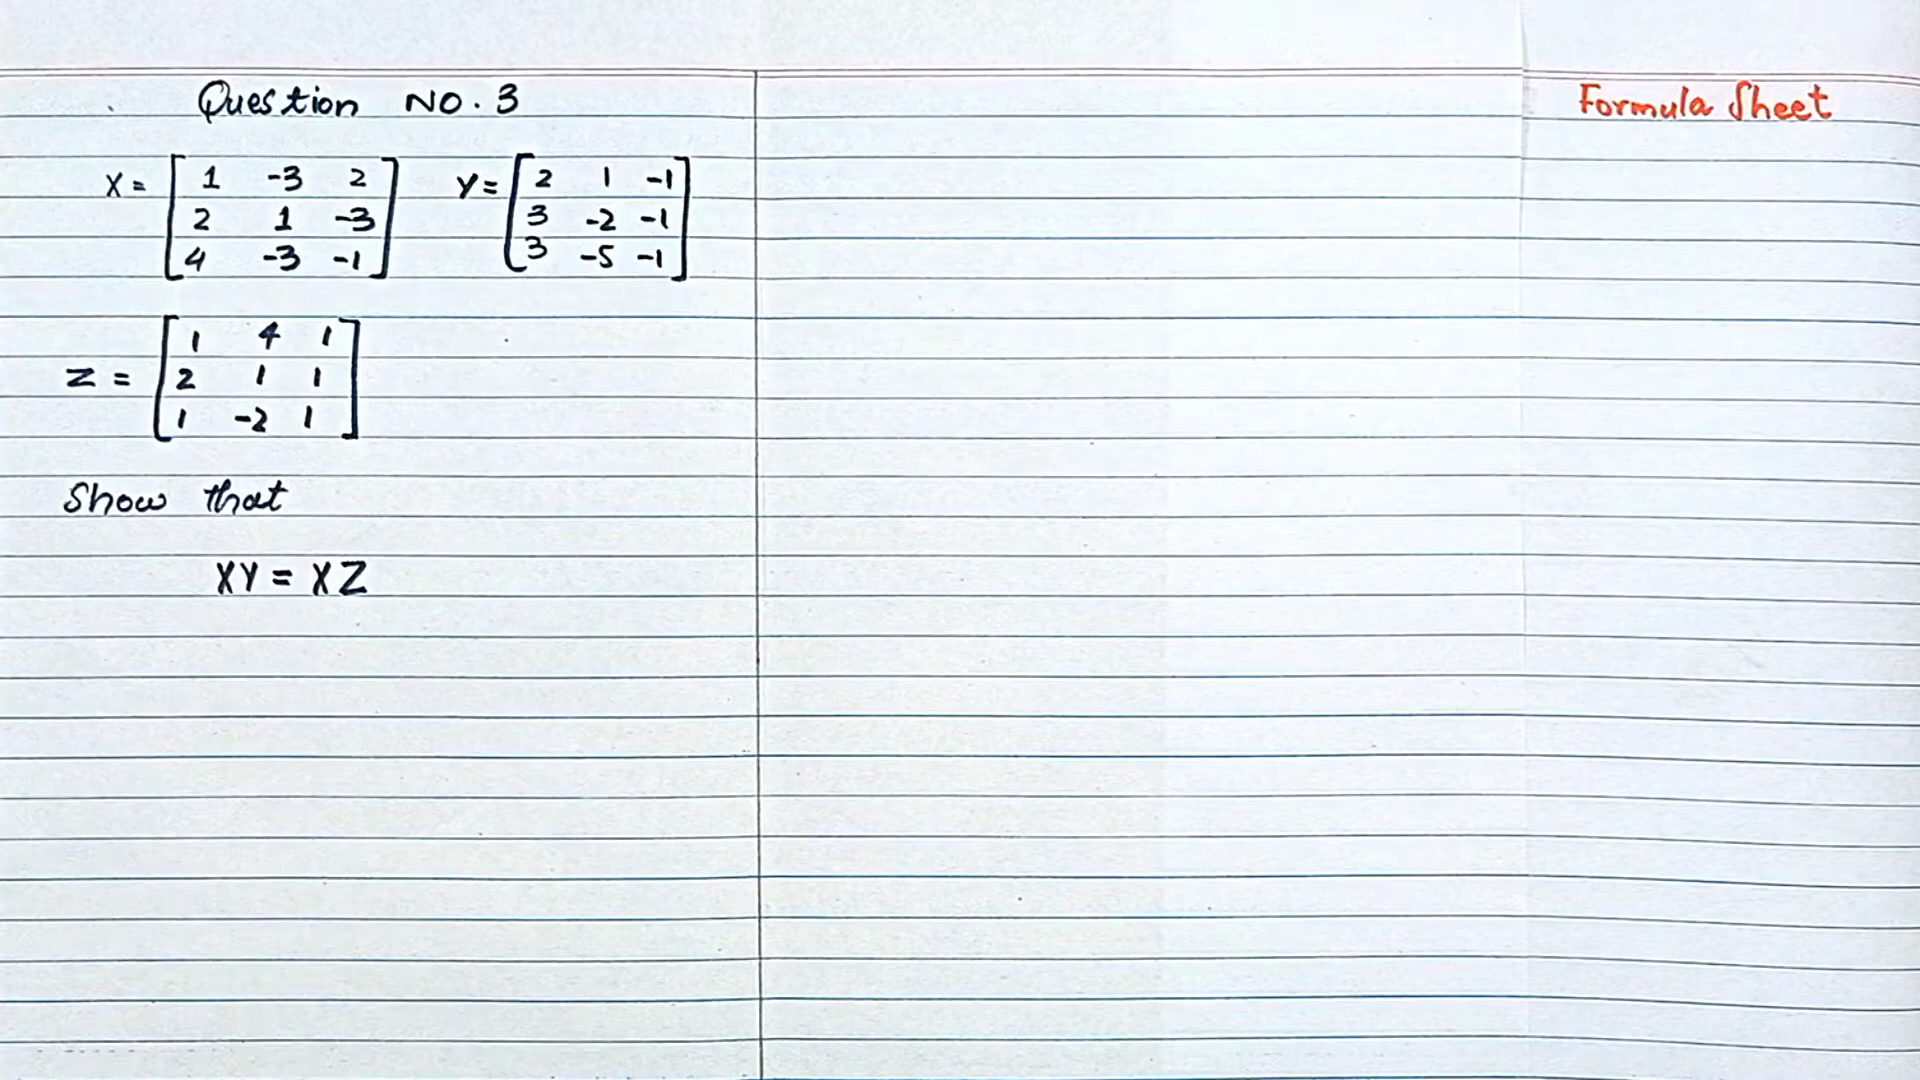 Question NO. 3
Formula Sheet
X = [ 1 -3 2
2 1 -3
4 -3 -1 ]
Y = [ 2 1 -1
3 -2 -1
3 -5 -1 ]
Z = [ 1 4 1
2 1 1
1 -2 1 ]
Show that
XY = XZ